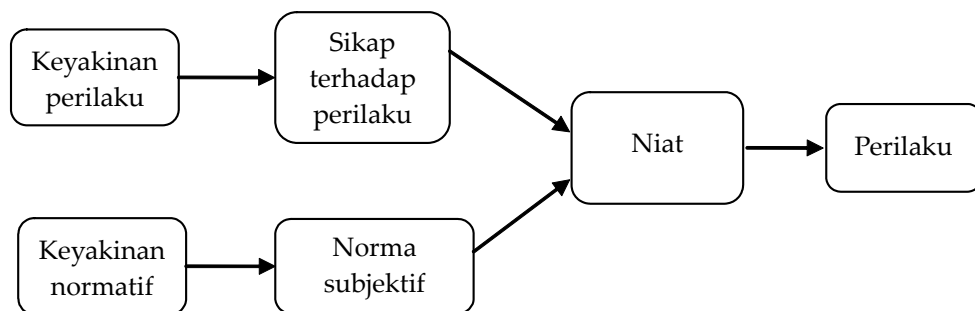 Keyakinan
perilaku
Sikap
terhadap
perilaku
Niat
Perilaku
Keyakinan
normatif
Norma
subjektif